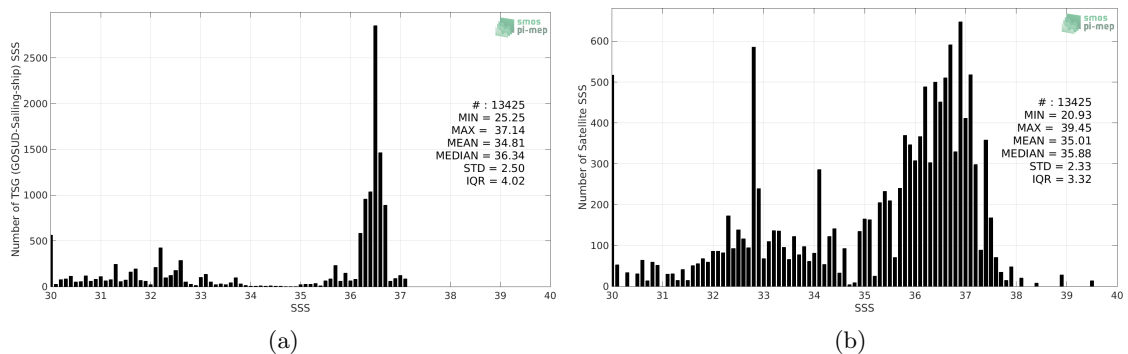 Number of TSG (GOSUD-Sailing-ship) SSS
2500
2000
1500
1000
500
0
30 31 32 33 34 35 36 37 38 39 40
SSS
smos
pi-mep
# : 13425
MIN = 25.25
MAX = 37.14
MEAN = 34.81
MEDIAN = 36.34
STD = 2.50
IQR = 4.02
(a)
Number of Satellite SSS
600
500
400
300
200
100
0
30 31 32 33 34 35 36 37 38 39 40
SSS
smos
pi-mep
# : 13425
MIN = 20.93
MAX = 39.45
MEAN = 35.01
MEDIAN = 35.88
STD = 2.33
IQR = 3.32
(b)